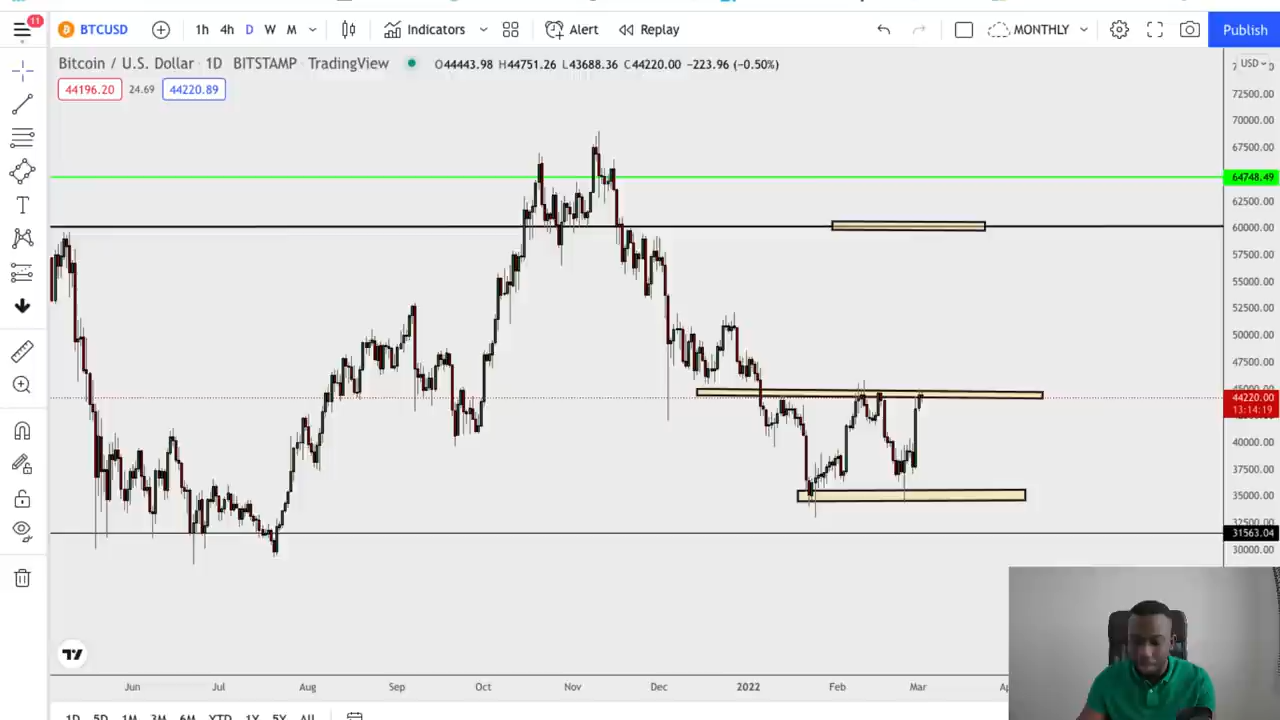 11
BTCUSD
1h 4h D W M
Indicators
Alert
Replay
MONTHLY
Publish
Bitcoin / U.S. Dollar 1D BITSTAMP TradingView
O44443.98 H44751.26 L43688.36 C44220.00 −223.96 (−0.50%)
USD
44196.20 24.69 44220.89
72500.00
70000.00
67500.00
64748.49
62500.00
60000.00
57500.00
55000.00
52500.00
50000.00
47500.00
45000.00
44220.00
13:14:19
40000.00
37500.00
35000.00
32500.00
31563.04
30000.00
Jun Jul Aug Sep Oct Nov Dec 2022 Feb Mar
1D 5D 1M 3M 6M YTD 1Y 5Y All